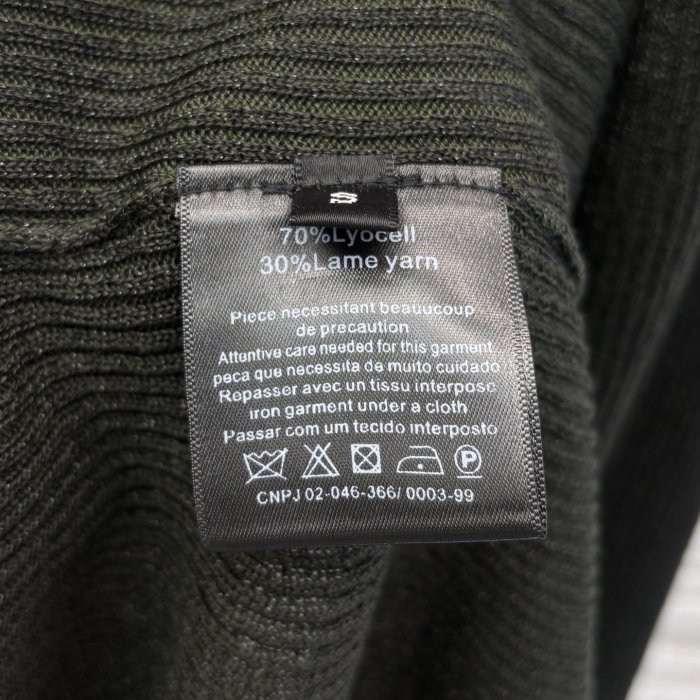 S
70%Lyocell
30%Lame yarn
Piece necessitant beauucoup
de precaution
Attentive care needed for this garment
peca que necessita de muito cuidado
Repasser avec un tissu interpose
iron garment under a cloth
Passar com um tecido interposto
P
CNPJ 02-046-366/ 0003-99